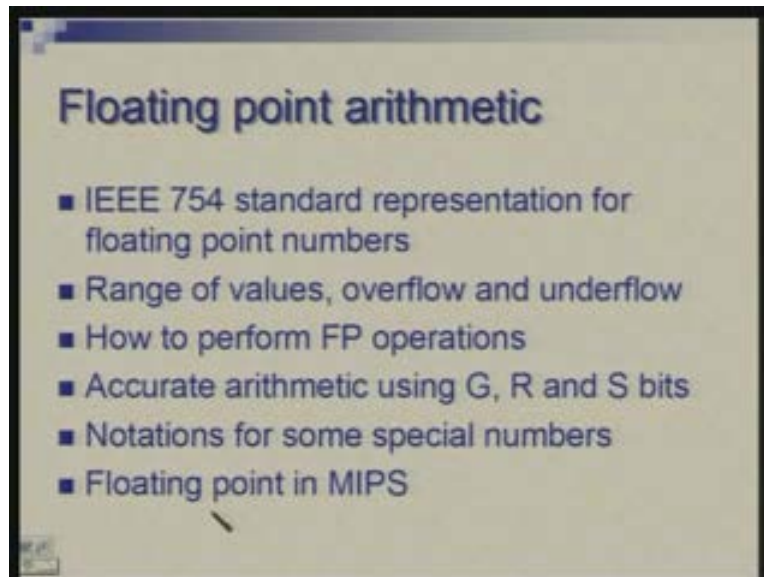 Floating point arithmetic
IEEE 754 standard representation for
floating point numbers
Range of values, overflow and underflow
How to perform FP operations
Accurate arithmetic using G, R and S bits
Notations for some special numbers
Floating point in MIPS